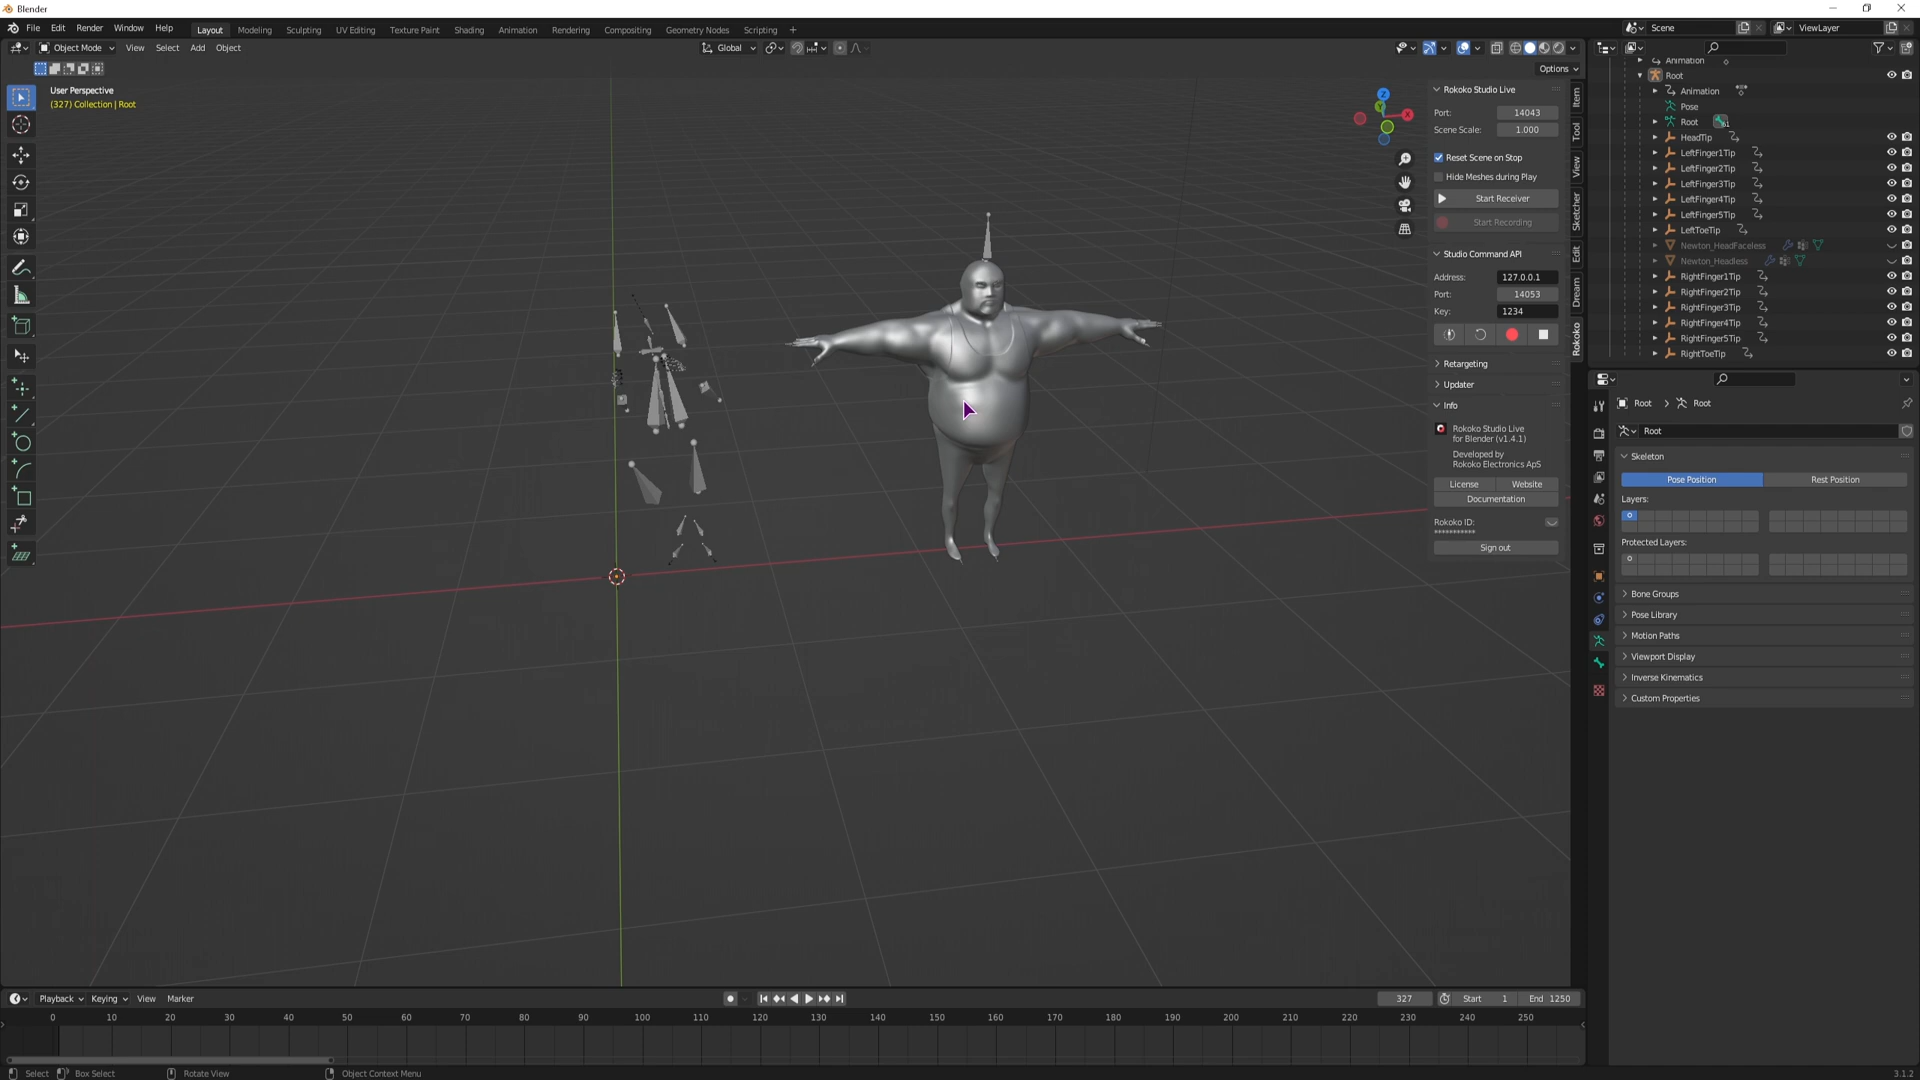 Blender
File Edit Render Window Help
Layout Modeling Sculpting UV Editing Texture Paint Shading Animation Rendering Compositing Geometry Nodes Scripting +
Scene
ViewLayer
Object Mode View Select Add Object
Global
Options
User Perspective
(327) Collection | Root
Z
X
Y
Rokoko Studio Live
Port: 14043
Scene Scale: 1.000
Reset Scene on Stop
Hide Meshes during Play
Start Receiver
Start Recording
Studio Command API
Address: 127.0.0.1
Port: 14053
Key: 1234
Retargeting
Updater
Info
Rokoko Studio Live
for Blender (v1.4.1)
Developed by
Rokoko Electronics ApS
License Website
Documentation
Rokoko ID:
***********
Sign out
Item
Tool
View
Sketcher
Edit
Dream
Rokoko
Animation
Root
Animation
Pose
Root
HeadTip
LeftFinger1Tip
LeftFinger2Tip
LeftFinger3Tip
LeftFinger4Tip
LeftFinger5Tip
LeftToeTip
Newton_HeadFaceless
Newton_Headless
RightFinger1Tip
RightFinger2Tip
RightFinger3Tip
RightFinger4Tip
RightFinger5Tip
RightToeTip
Root > Root
Root
Skeleton
Pose Position Rest Position
Layers:
Protected Layers:
Bone Groups
Pose Library
Motion Paths
Viewport Display
Inverse Kinematics
Custom Properties
Playback Keying View Marker
327 Start 1 End 1250
0 10 20 30 40 50 60 70 80 90 100 110 120 130 140 150 160 170 180 190 200 210 220 230 240 250
Select Box Select Rotate View Object Context Menu
3.1.2